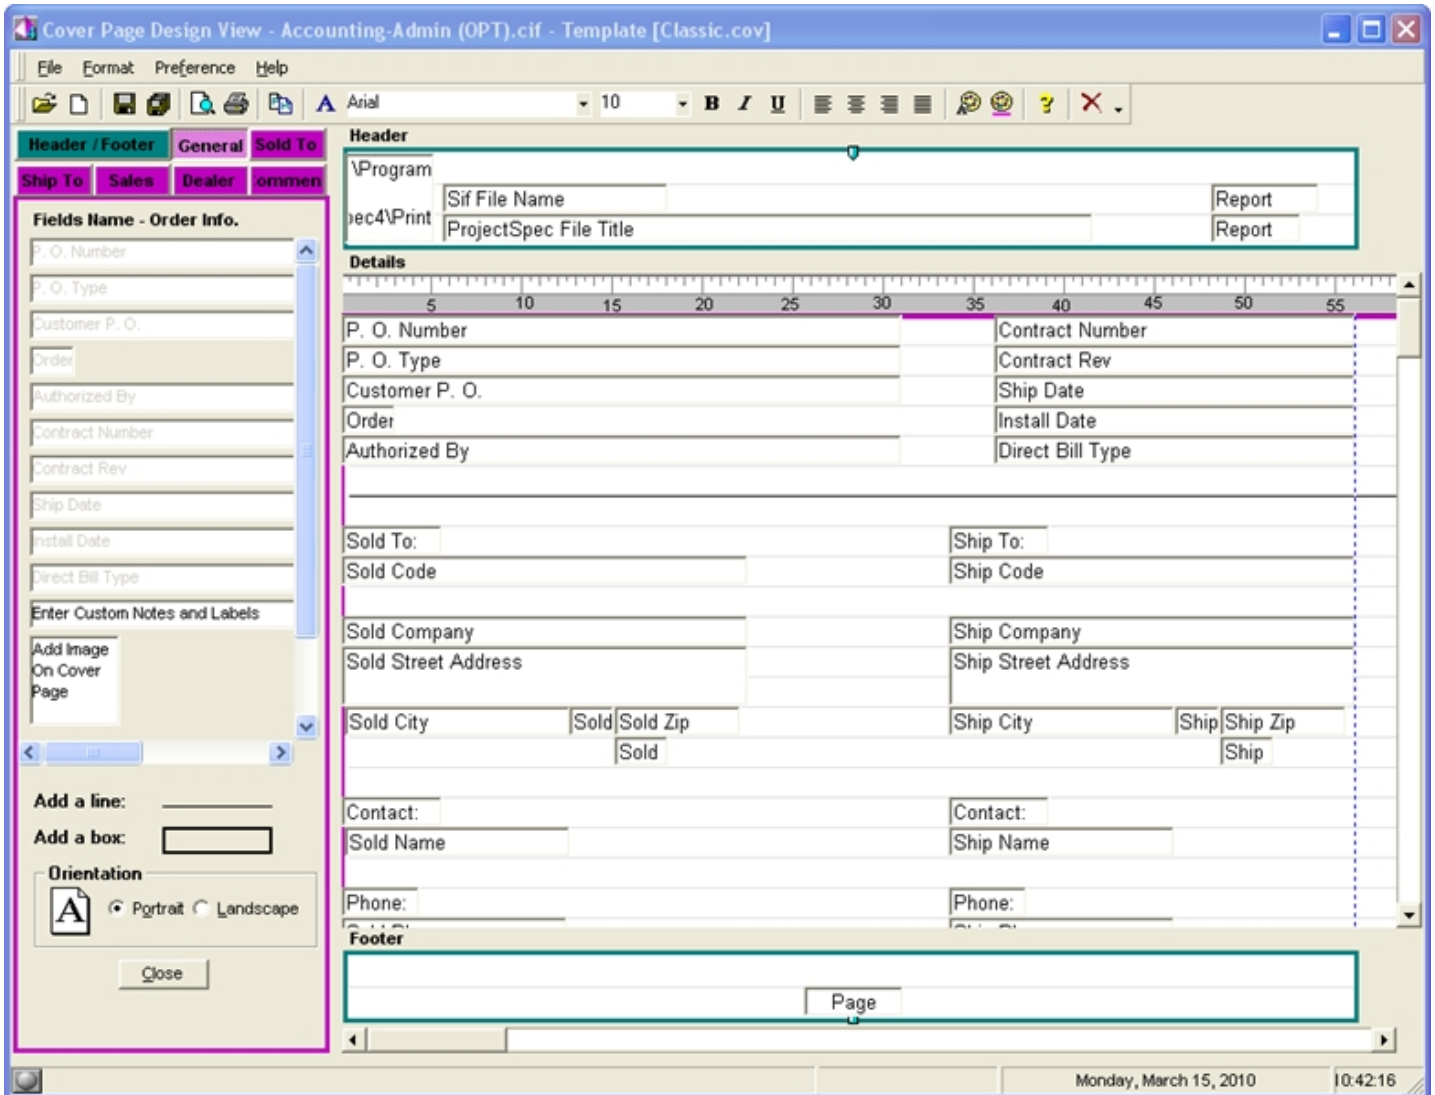 Cover Page Design View - Accounting-Admin (OPT).cif - Template [Classic.cov]
File Format Preference Help
A Arial 10 B I U
Header / Footer General Sold To
Ship To Sales Dealer ommen
Fields Name - Order Info.
P. O. Number
P. O. Type
Customer P. O.
Order
Authorized By
Contract Number
Contract Rev
Ship Date
Install Date
Direct Bill Type
Enter Custom Notes and Labels
Add Image
On Cover
Page
Add a line:
Add a box:
Orientation
A Portrait Landscape
Close
Header
\Program
Sif File Name Report
pec4\Print
ProjectSpec File Title Report
Details
5 10 15 20 25 30 35 40 45 50 55
P. O. Number Contract Number
P. O. Type Contract Rev
Customer P. O. Ship Date
Order Install Date
Authorized By Direct Bill Type
Sold To: Ship To:
Sold Code Ship Code
Sold Company Ship Company
Sold Street Address Ship Street Address
Sold City Sold Sold Zip Ship City Ship Ship Zip
Sold Ship
Contact: Contact:
Sold Name Ship Name
Phone: Phone:
Footer
Page
Monday, March 15, 2010 10:42:16